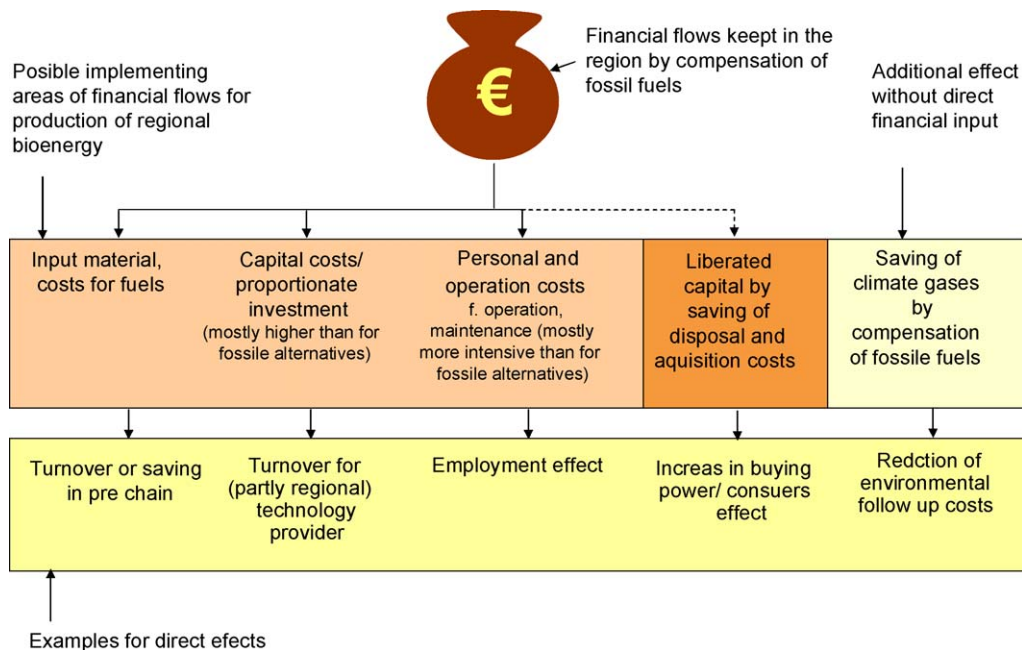 Posible implementing
areas of financial flows for
production of regional
bioenergy
€
Financial flows keept in the
region by compensation of
fossil fuels
Additional effect
without direct
financial input
Input material,
costs for fuels
Capital costs/
proportionate
investment
(mostly higher than for
fossile alternatives)
Personal and
operation costs
f. operation,
maintenance (mostly
more intensive than for
fossile alternatives)
Liberated
capital by
saving of
disposal and
aquisition costs
Saving of
climate gases
by
compensation
of fossile fuels
Turnover or saving
in pre chain
Turnover for
(partly regional)
technology
provider
Employment effect
Increas in buying
power/ consuers
effect
Redction of
environmental
follow up costs
Examples for direct efects